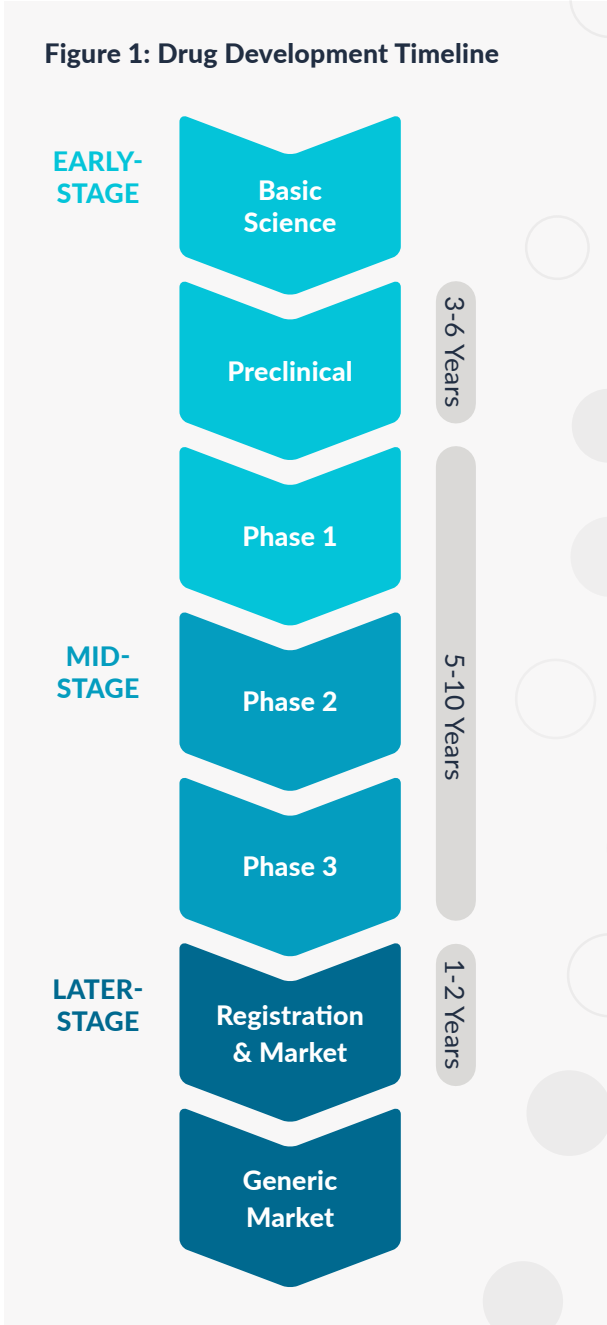 Figure 1: Drug Development Timeline
EARLY-
STAGE
Basic
Science
Preclinical
3-6 Years
Phase 1
MID-
STAGE
Phase 2
5-10 Years
Phase 3
LATER-
STAGE
Registration
& Market
1-2 Years
Generic
Market